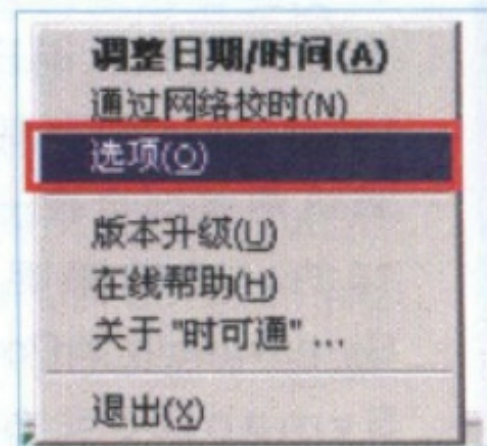 调整日期/时间(A)
通过网络校时(N)
选项(O)
版本升级(U)
在线帮助(H)
关于"时可通"...
退出(X)